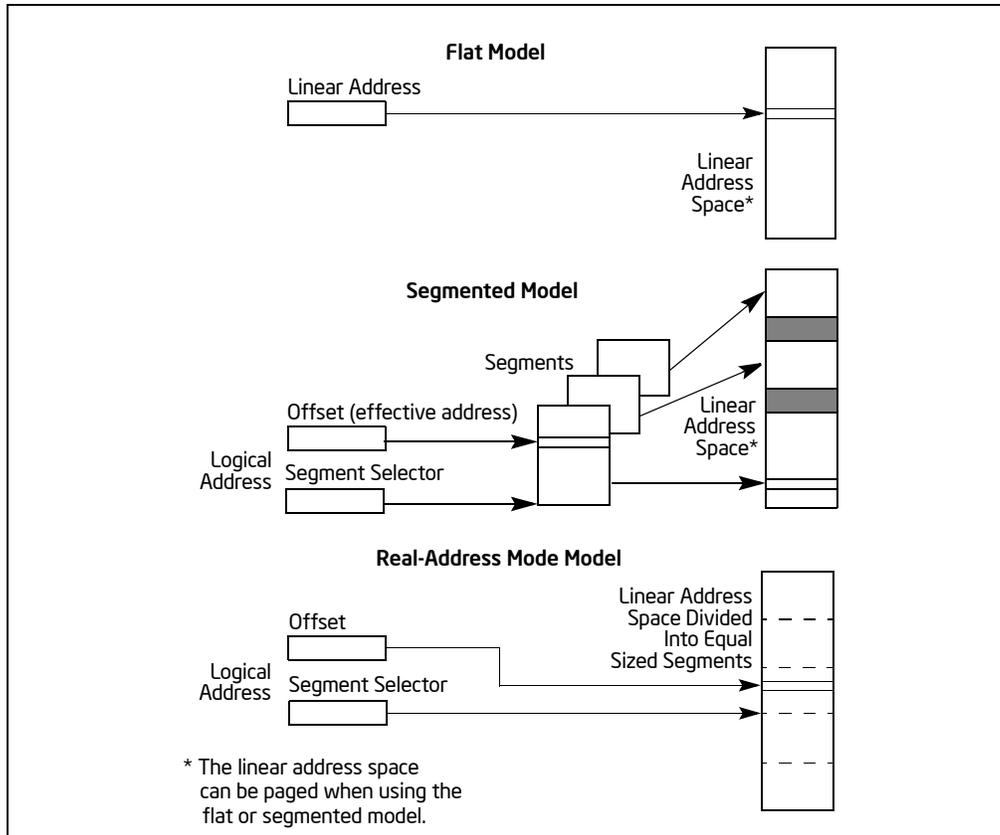 Flat Model
Linear Address
Linear
Address
Space*
Segmented Model
Segments
Offset (effective address)
Linear
Address
Space*
Logical
Address
Segment Selector
Real-Address Mode Model
Linear Address
Space Divided
Into Equal
Sized Segments
Offset
Logical
Address
Segment Selector
* The linear address space
can be paged when using the
flat or segmented model.